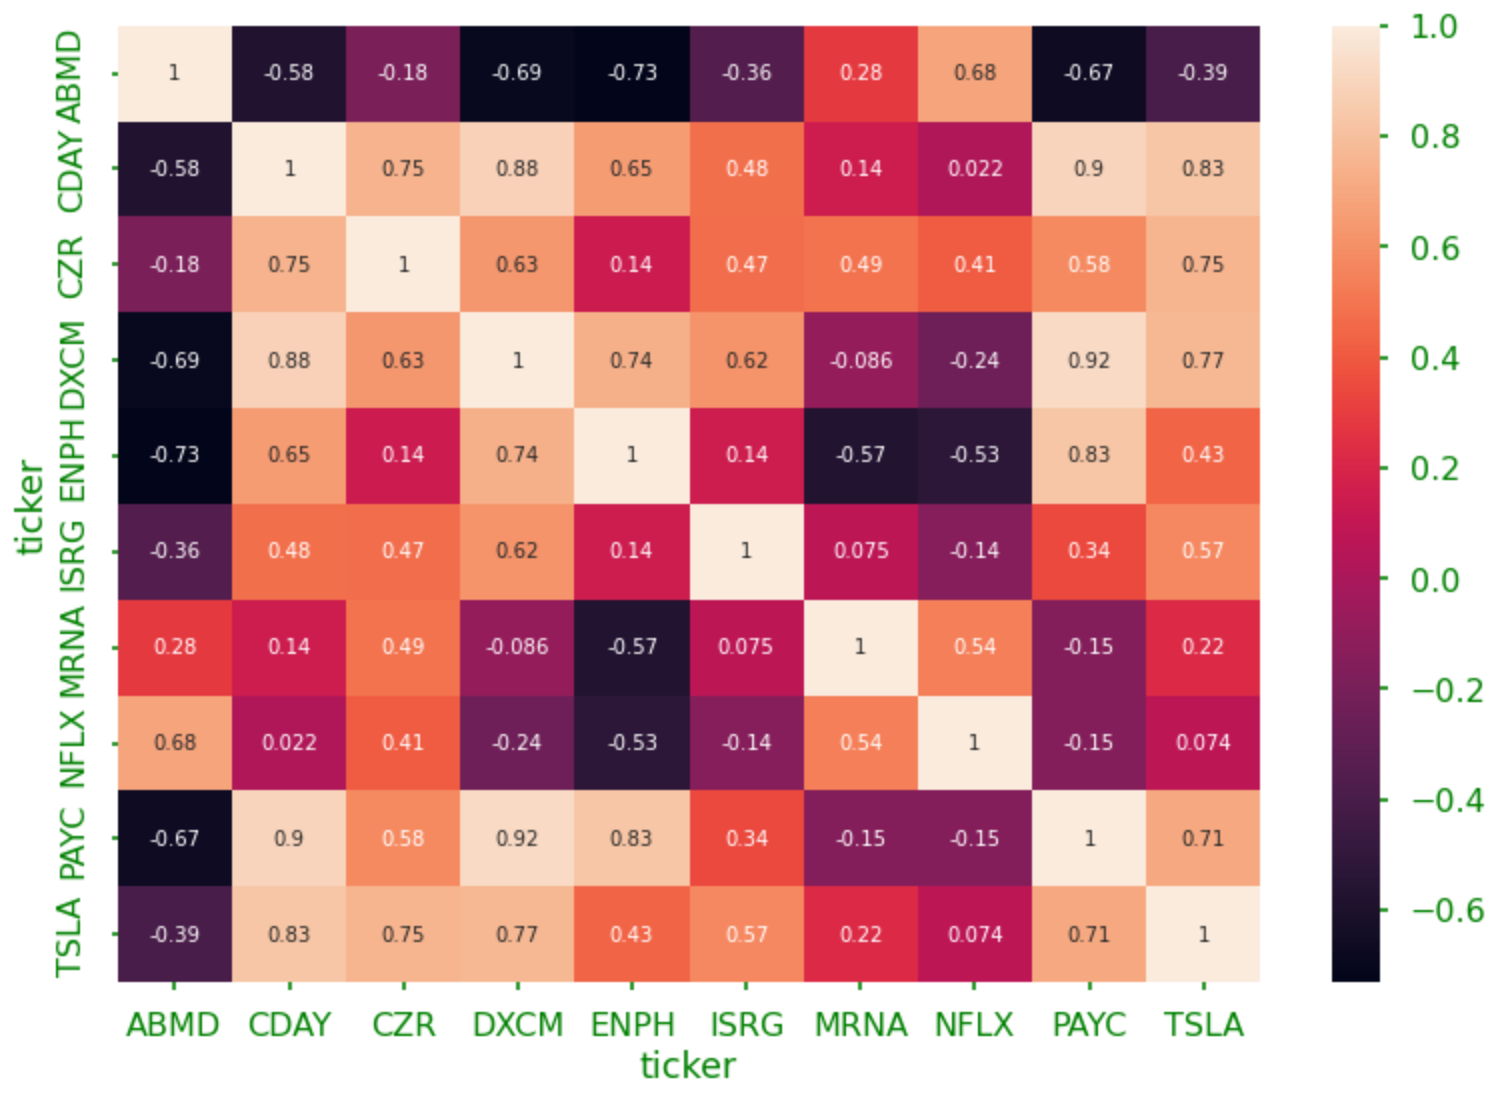 ABMD 1 -0.58 -0.18 -0.69 -0.73 -0.36 0.28 0.68 -0.67 -0.39
CDAY -0.58 1 0.75 0.88 0.65 0.48 0.14 0.022 0.9 0.83
CZR -0.18 0.75 1 0.63 0.14 0.47 0.49 0.41 0.58 0.75
DXCM -0.69 0.88 0.63 1 0.74 0.62 -0.086 -0.24 0.92 0.77
ENPH -0.73 0.65 0.14 0.74 1 0.14 -0.57 -0.53 0.83 0.43
ISRG -0.36 0.48 0.47 0.62 0.14 1 0.075 -0.14 0.34 0.57
MRNA 0.28 0.14 0.49 -0.086 -0.57 0.075 1 0.54 -0.15 0.22
NFLX 0.68 0.022 0.41 -0.24 -0.53 -0.14 0.54 1 -0.15 0.074
PAYC -0.67 0.9 0.58 0.92 0.83 0.34 -0.15 -0.15 1 0.71
TSLA -0.39 0.83 0.75 0.77 0.43 0.57 0.22 0.074 0.71 1
ticker
ABMD CDAY CZR DXCM ENPH ISRG MRNA NFLX PAYC TSLA
ticker
1.0
0.8
0.6
0.4
0.2
0.0
−0.2
−0.4
−0.6